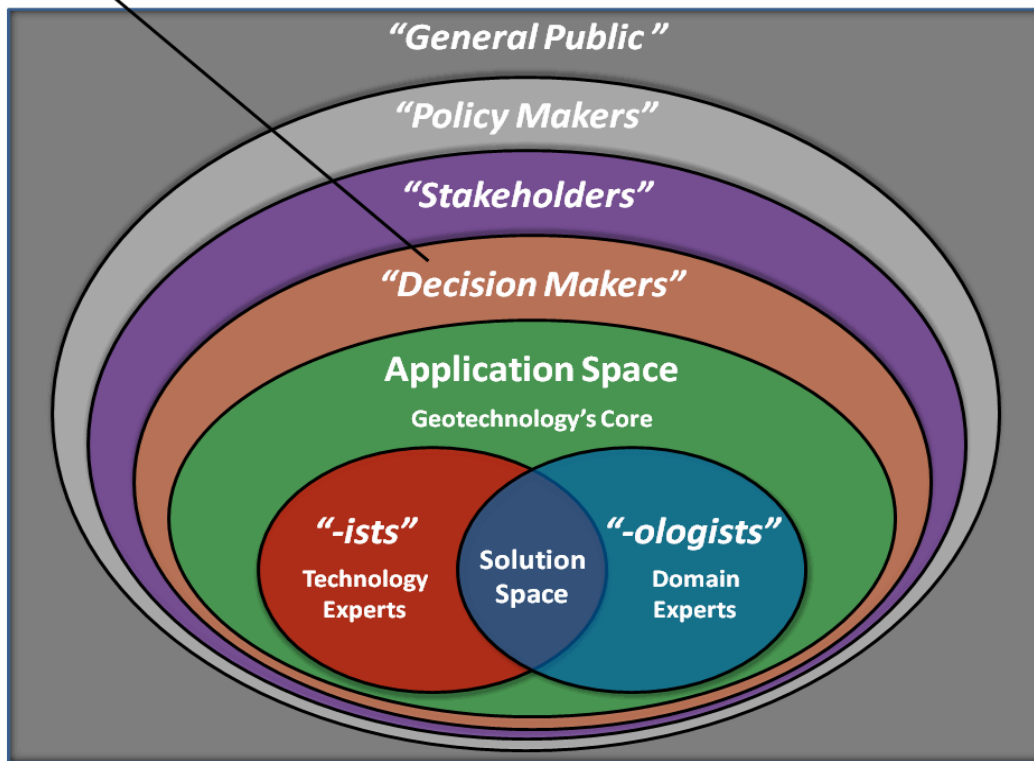 “General Public ”
“Policy Makers”
“Stakeholders”
“Decision Makers”
Application Space
Geotechnology’s Core
“-ists”
Technology
Experts
Solution
Space
“-ologists”
Domain
Experts